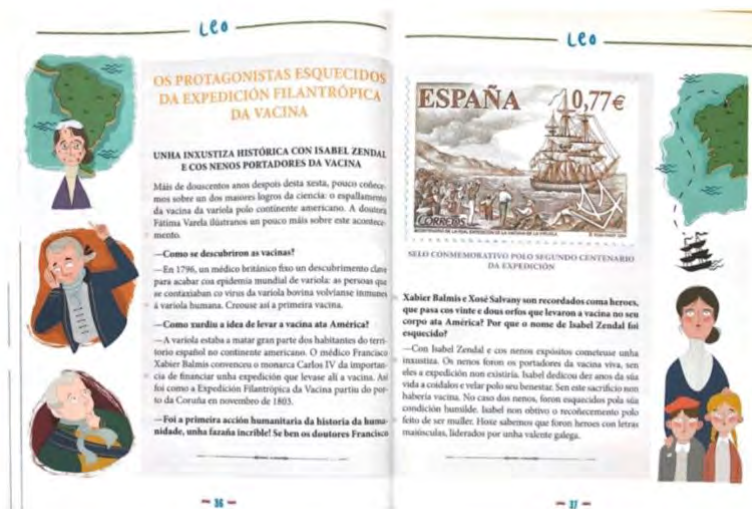 Leo
OS PROTAGONISTAS ESQUECIDOS
DA EXPEDICIÓN FILANTRÓPICA
DA VACINA
UNHA INXUSTIZA HISTÓRICA CON ISABEL ZENDAL
E COS NENOS PORTADORES DA VACINA
Máis de douscentos anos despois desta xesta, pouco coñece-
mos sobre un dos maiores logros da ciencia: o espallamento
da vacina da varíola polo continente americano. A doutora
Fátima Varela ilústranos un pouco máis sobre este acontece-
mento.
—Como se descubriron as vacinas?
—En 1796, un médico británico fixo un descubrimento clave
para acabar coa epidemia mundial de varíola: as persoas que
se contaxiaban co virus da varíola bovina volvíanse inmunes
á varíola humana. Creouse así a primeira vacina.
—Como xurdiu a idea de levar a vacina ata América?
—A varíola estaba a matar gran parte dos habitantes do terri-
torio español no continente americano. O médico Francisco
Xabier Balmis convenceu o monarca Carlos IV da importan-
cia de financiar unha expedición que levase alí a vacina. Así
foi como a Expedición Filantrópica da Vacina partiu do por-
to da Coruña en novembro de 1803.
—Foi a primeira acción humanitaria da historia da huma-
nidade, unha fazaña incrible! Se ben os doutores Francisco
36
Leo
ESPAÑA 0,77€
CORREOS
SELO CONMEMORATIVO POLO SEGUNDO CENTENARIO
DA EXPEDICIÓN
Xabier Balmis e Xosé Salvany son recordados coma heroes,
que pasa cos vinte e dous orfos que levaron a vacina no seu
corpo ata América? Por que o nome de Isabel Zendal foi
esquecido?
—Con Isabel Zendal e cos nenos expósitos cometeuse unha
inxustiza. Os nenos foron os portadores da vacina viva, sen
eles a expedición non existiría. Isabel dedicou dez anos da súa
vida a coidalos e velar polo seu benestar. Sen este sacrificio non
habería vacina. No caso dos nenos, foron esquecidos pola súa
condición humilde. Isabel non obtivo o recoñecemento polo
feito de ser muller. Hoxe sabemos que foron heroes con letras
maiúsculas, liderados por unha valente galega.
37